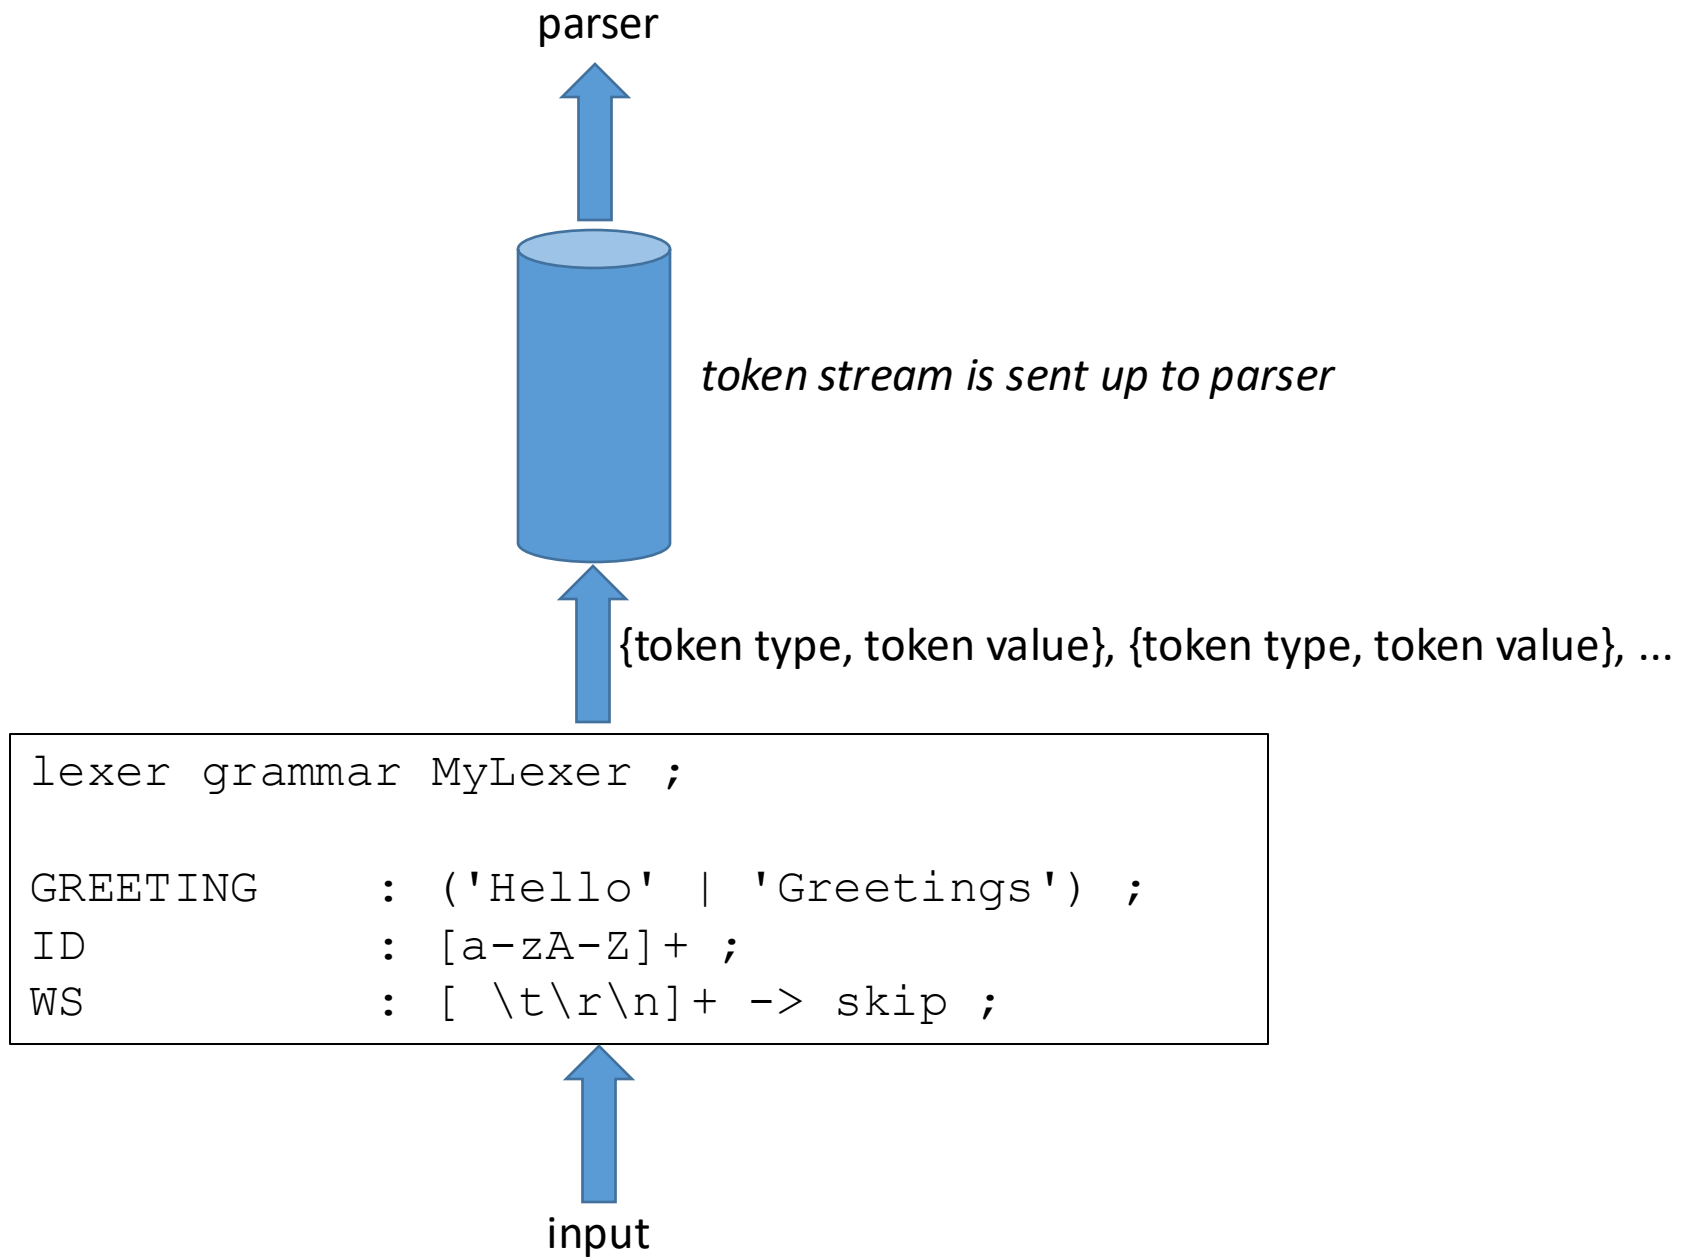 parser
token stream is sent up to parser
{token type, token value}, {token type, token value}, ...
lexer grammar MyLexer ;
GREETING : ('Hello' | 'Greetings') ;
ID : [a-zA-Z]+ ;
WS : [ \t\r\n]+ -> skip ;
input